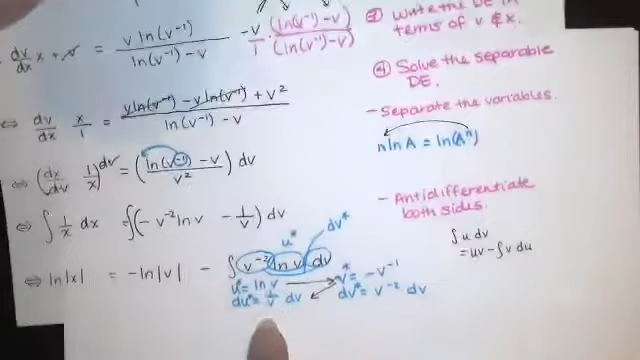 dv/dx x + v = v ln(v⁻¹) / ln(v⁻¹) - v   -v/1 (ln(v⁻¹) - v) / (ln(v⁻¹) - v)
⇔ dv/dx x/1 = v ln(v⁻¹) - v ln(v⁻¹) + v² / ln(v⁻¹) - v
⇔ (dx/dv 1/x) dv = (ln(v⁻¹) - v / v²) dv
⇔ ∫ 1/x dx = ∫(- v⁻² ln v - 1/v) dv
u* dv*
⇔ ln|x| = - ln|v| - ∫ v⁻² ln v dv
u* = ln v   v* = -v⁻¹
du* = 1/v dv   dv* = v⁻² dv
③ Write the DE in
terms of v & x.
④ Solve the separable
DE.
- Separate the variables.
n ln A = ln(Aⁿ)
- Antidifferentiate
both sides.
∫ u dv
= uv - ∫ v du